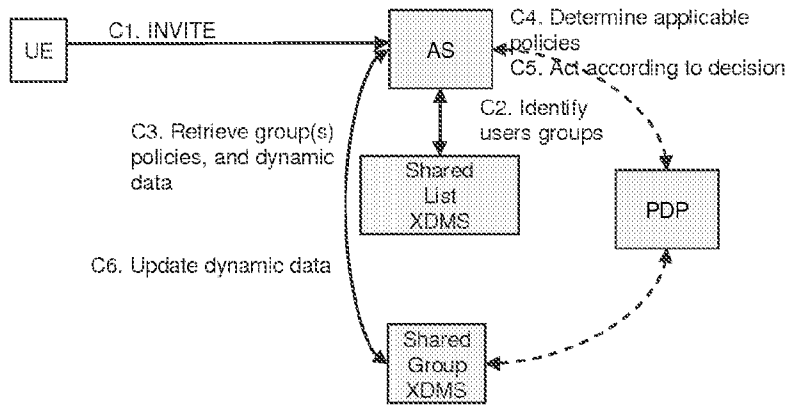 UE
C1. INVITE
AS
C4. Determine applicable
policies
C5. Act according to decision
C2. Identify
users groups
C3. Retrieve group(s)
policies, and dynamic
data
Shared
List
XDMS
PDP
C6. Update dynamic data
Shared
Group
XDMS